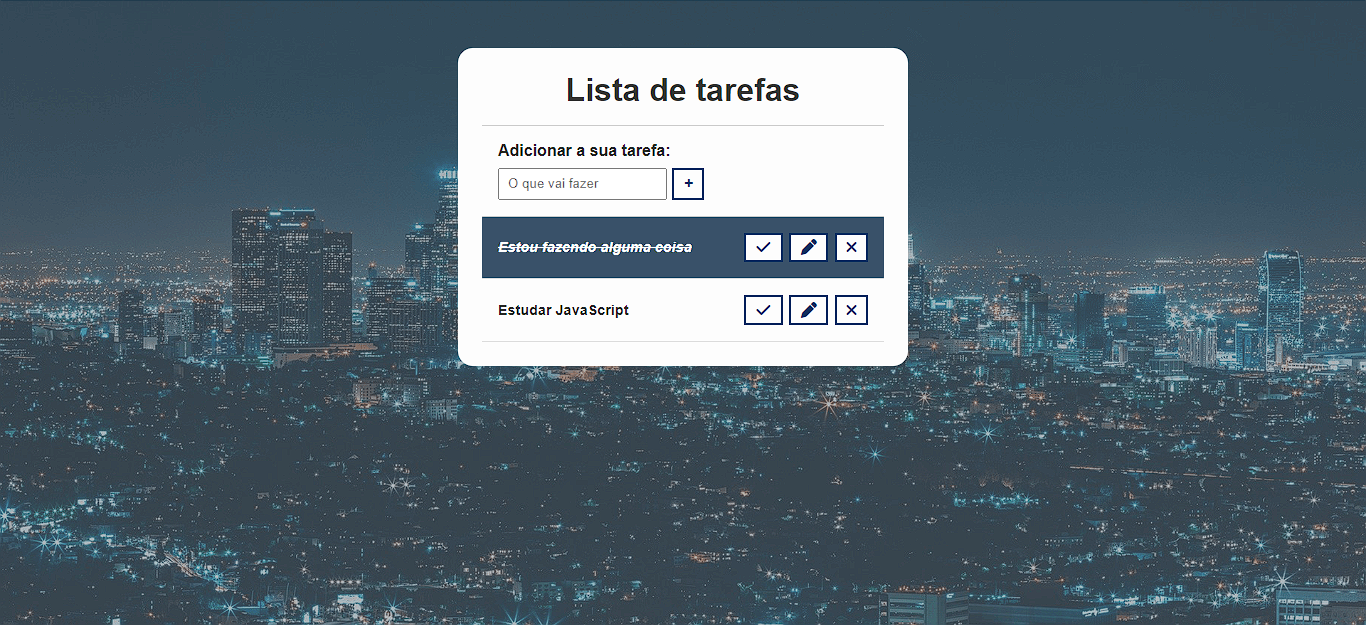 Lista de tarefas
Adicionar a sua tarefa:
O que vai fazer
+
Estou fazendo alguma coisa
Estudar JavaScript